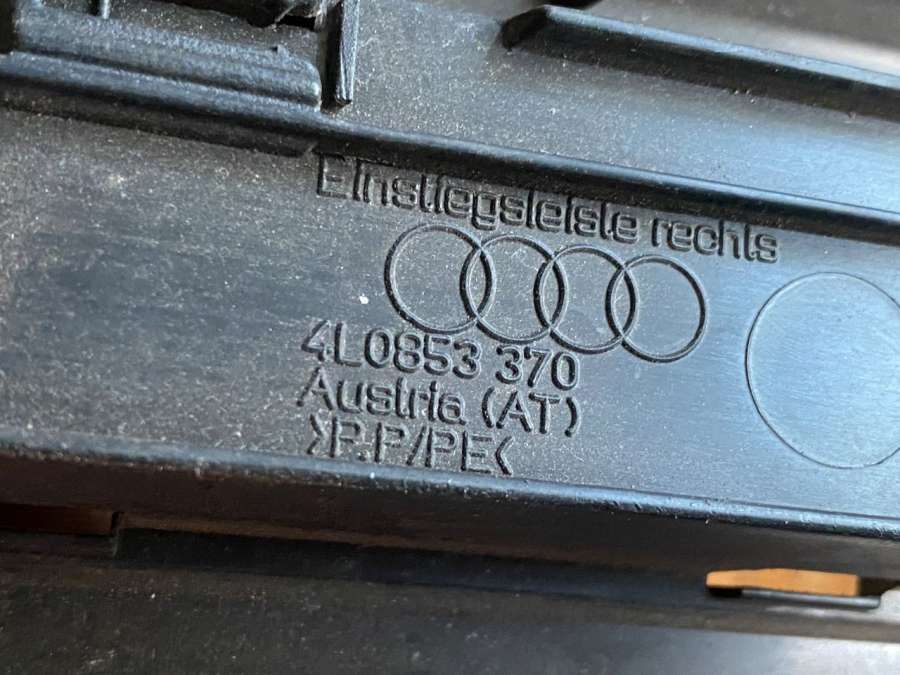 Einstiegsleiste rechts
4L0853 370
Austria (AT)
>P.P/PE<